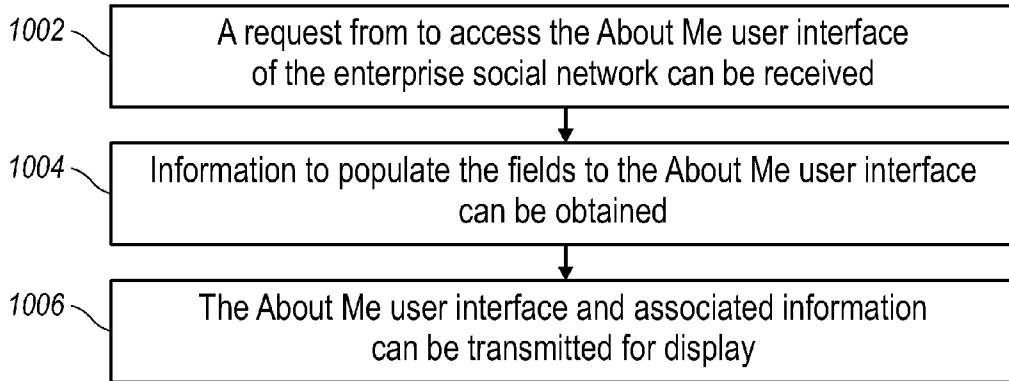 1002
A request from to access the About Me user interface
of the enterprise social network can be received
1004
Information to populate the fields to the About Me user interface
can be obtained
1006
The About Me user interface and associated information
can be transmitted for display